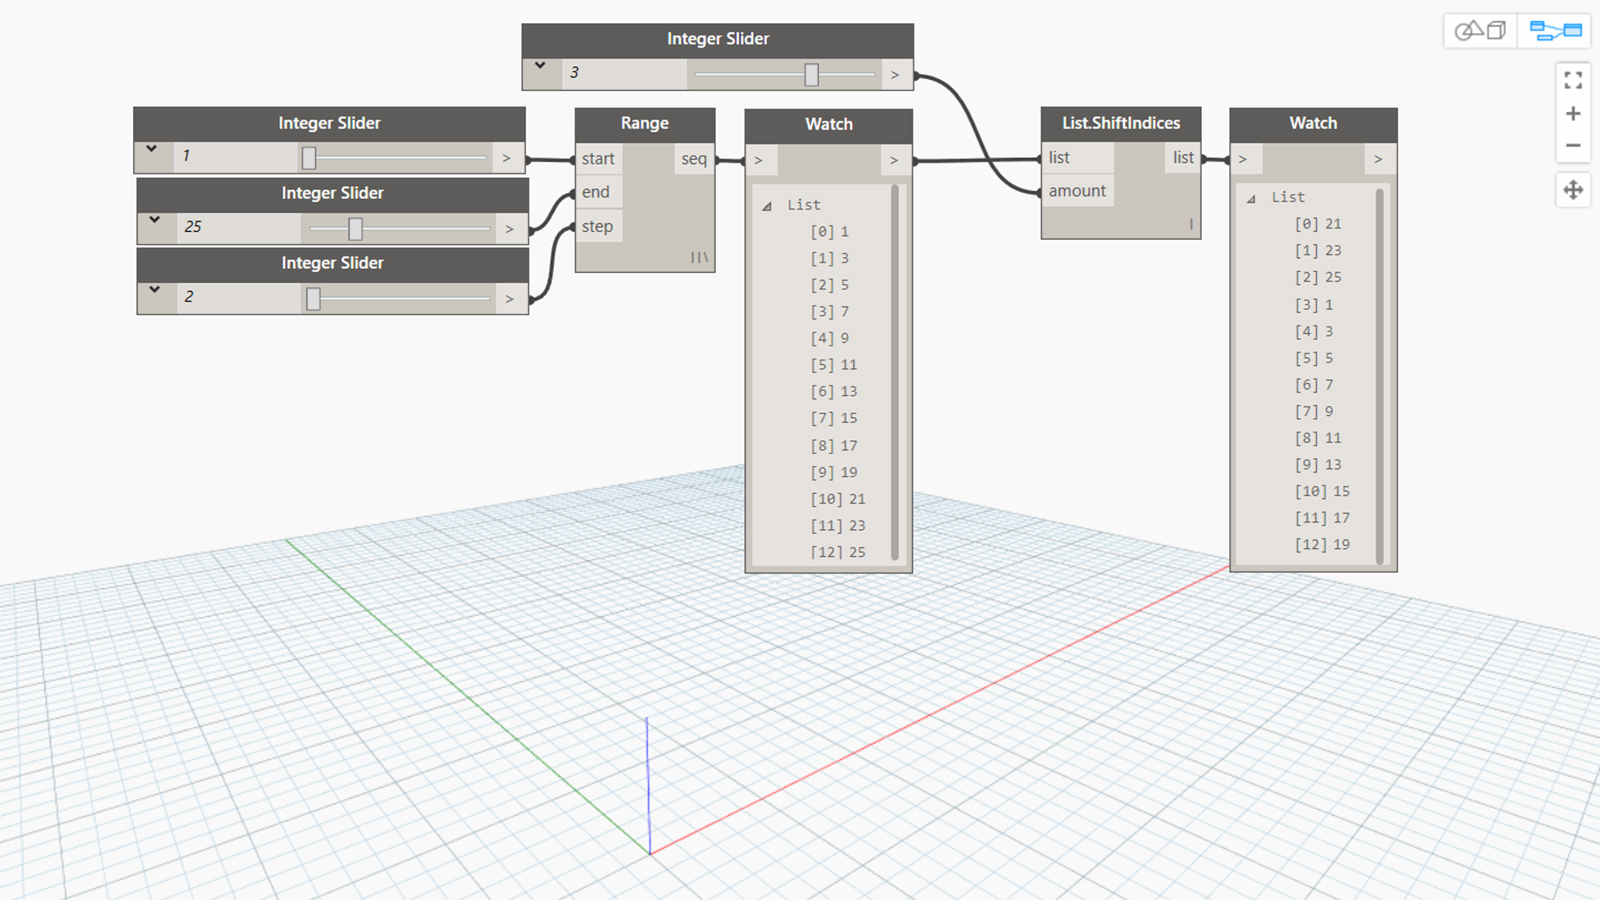 Integer Slider
3 >
Integer Slider
1 >
Integer Slider
25 >
Integer Slider
2 >
Range
start seq
end
step
Watch
> >
List
[0] 1
[1] 3
[2] 5
[3] 7
[4] 9
[5] 11
[6] 13
[7] 15
[8] 17
[9] 19
[10] 21
[11] 23
[12] 25
List.ShiftIndices
list list
amount
Watch
> >
List
[0] 21
[1] 23
[2] 25
[3] 1
[4] 3
[5] 5
[6] 7
[7] 9
[8] 11
[9] 13
[10] 15
[11] 17
[12] 19